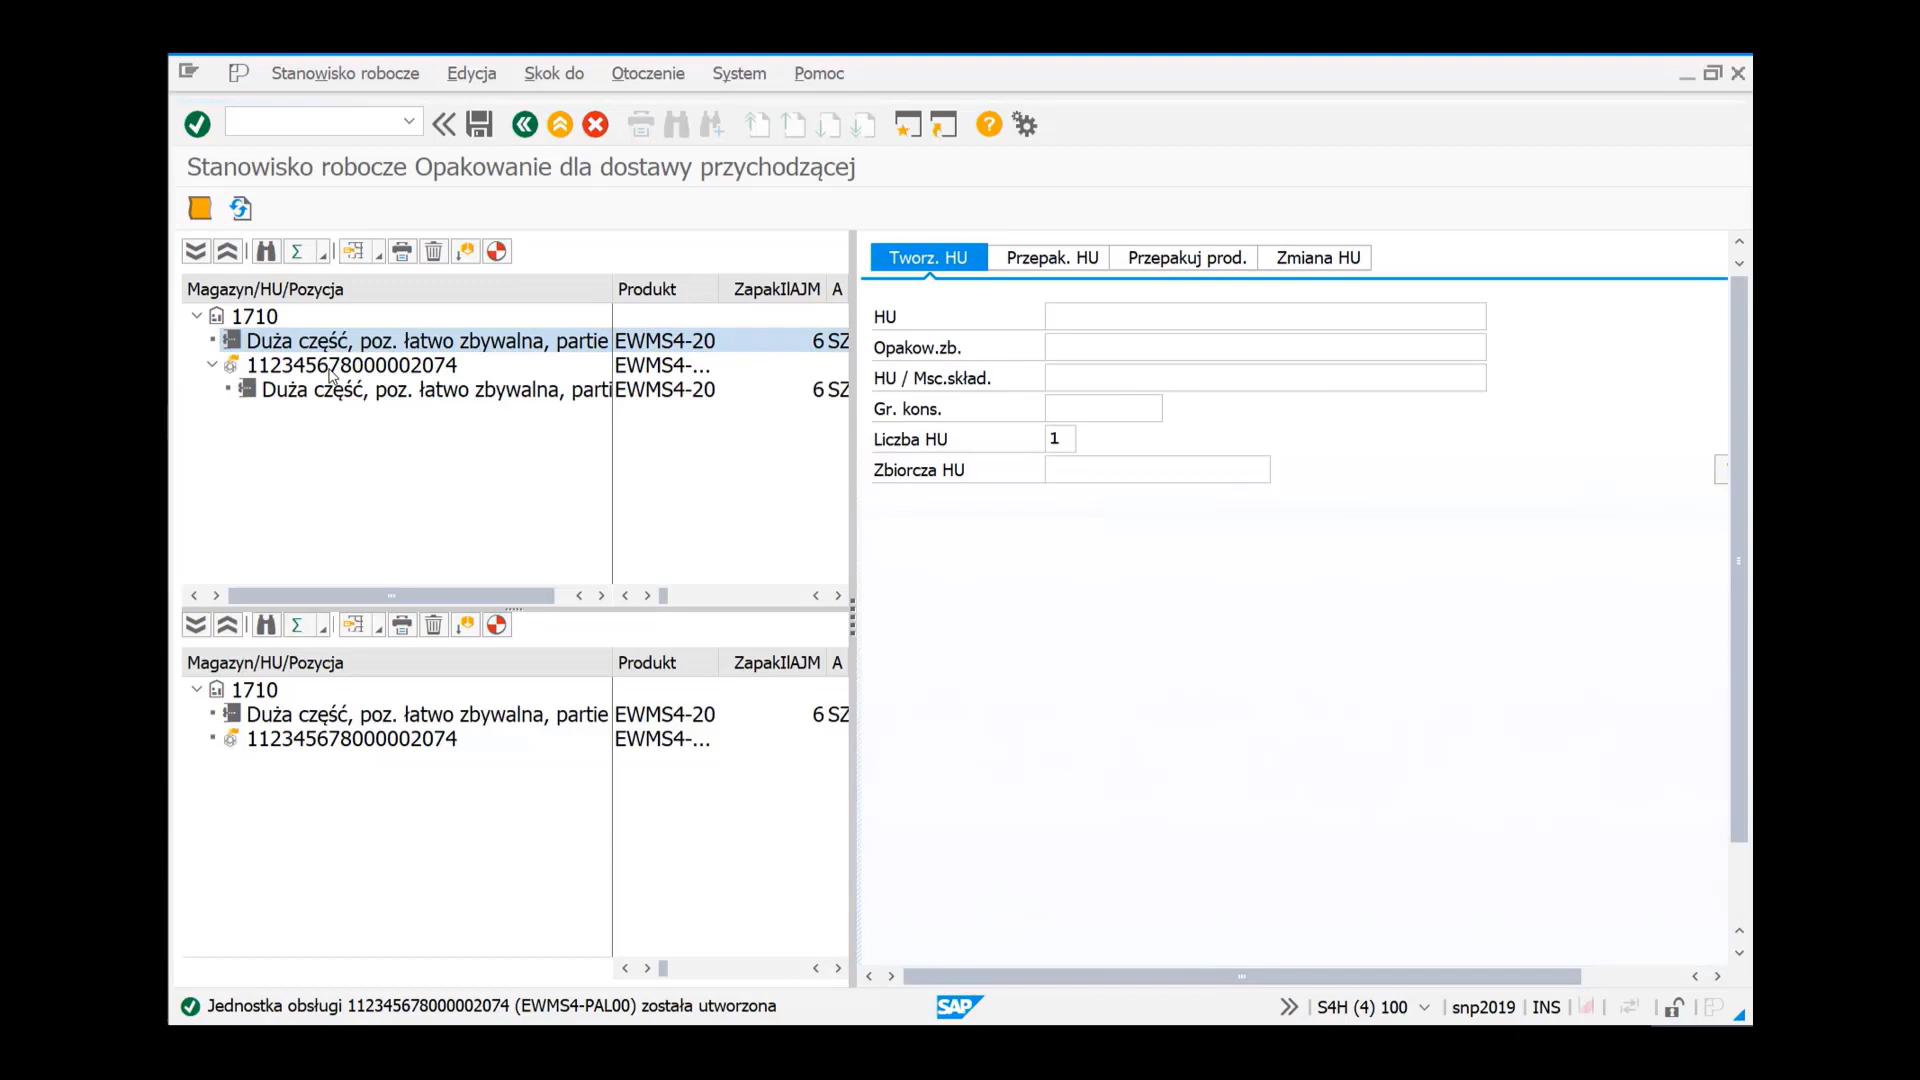 Stanowisko robocze Edycja Skok do Otoczenie System Pomoc
Stanowisko robocze Opakowanie dla dostawy przychodzącej
Magazyn/HU/Pozycja Produkt ZapakIlAJM A
1710
Duża część, poz. łatwo zbywalna, partie EWMS4-20 6 SZ
112345678000002074 EWMS4-...
Duża część, poz. łatwo zbywalna, parti EWMS4-20 6 SZ
Magazyn/HU/Pozycja Produkt ZapakIlAJM A
1710
Duża część, poz. łatwo zbywalna, partie EWMS4-20 6 SZ
112345678000002074 EWMS4-...
Tworz. HU Przepak. HU Przepakuj prod. Zmiana HU
HU
Opakow.zb.
HU / Msc.skład.
Gr. kons.
Liczba HU 1
Zbiorcza HU
Jednostka obsługi 112345678000002074 (EWMS4-PAL00) została utworzona
SAP
S4H (4) 100 snp2019 INS